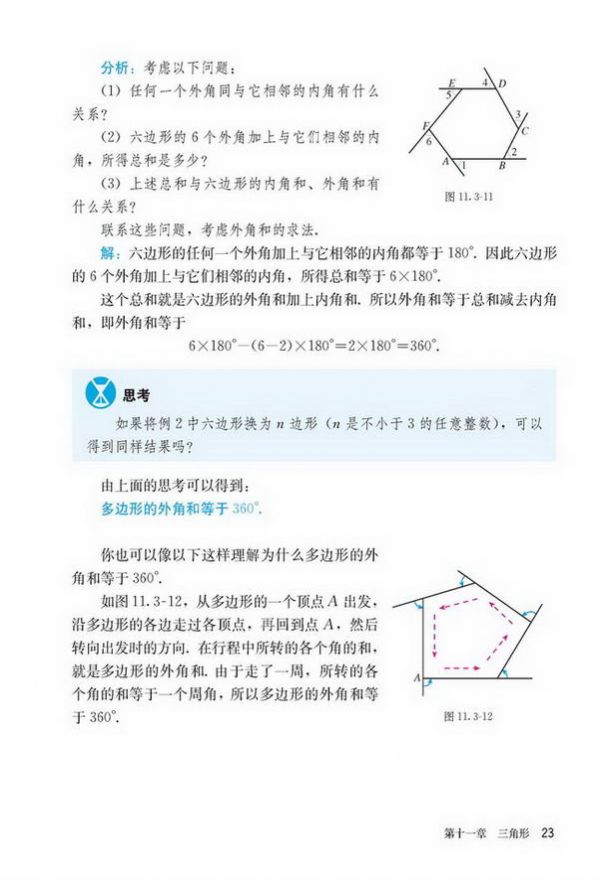 分析：考虑以下问题：
（1）任何一个外角同与它相邻的内角有什么
关系？
（2）六边形的 6 个外角加上与它们相邻的内
角，所得总和是多少？
（3）上述总和与六边形的内角和、外角和有
什么关系？
联系这些问题，考虑外角和的求法.
E 4 D
5
3
C
F
6
2
A 1 B
图 11.3-11
解：六边形的任何一个外角加上与它相邻的内角都等于 180°. 因此六边形
的 6 个外角加上与它们相邻的内角，所得总和等于 6×180°.
这个总和就是六边形的外角和加上内角和. 所以外角和等于总和减去内角
和，即外角和等于
6×180°−(6−2)×180°=2×180°=360°.
思考
如果将例 2 中六边形换为 n 边形（n 是不小于 3 的任意整数），可以
得到同样结果吗？
由上面的思考可以得到：
多边形的外角和等于 360°.
你也可以像以下这样理解为什么多边形的外
角和等于 360°.
如图 11.3-12，从多边形的一个顶点 A 出发，
沿多边形的各边走过各顶点，再回到点 A，然后
转向出发时的方向. 在行程中所转的各个角的和，
就是多边形的外角和. 由于走了一周，所转的各
个角的和等于一个周角，所以多边形的外角和等
于 360°.
A
图 11.3-12
第十一章 三角形 23